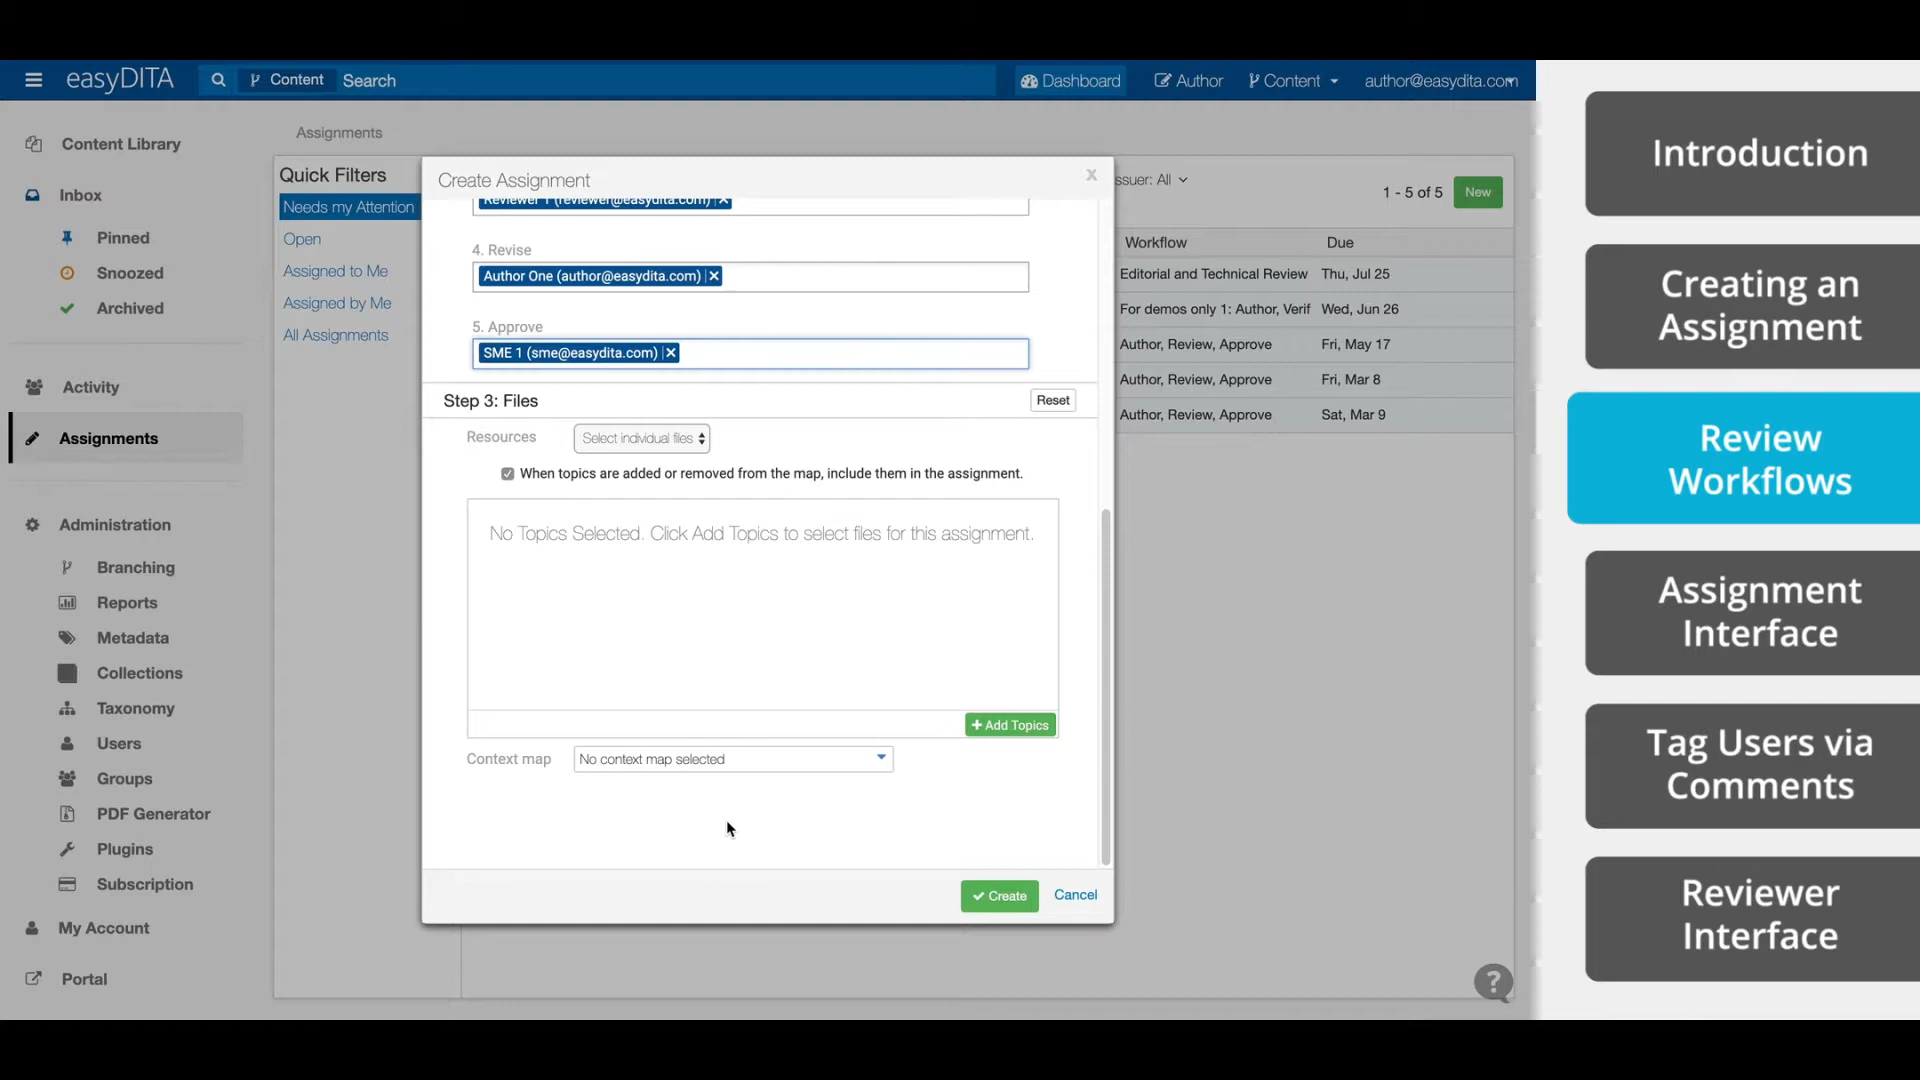 easyDITA
Content
Search
Dashboard
Author
Content
author@easydita.com
Content Library
Inbox
Pinned
Snoozed
Archived
Activity
Assignments
Administration
Branching
Reports
Metadata
Collections
Taxonomy
Users
Groups
PDF Generator
Plugins
Subscription
My Account
Portal
Assignments
Quick Filters
Needs my Attention
Open
Assigned to Me
Assigned by Me
All Assignments
Create Assignment
x
Reviewer 1 (reviewer@easydita.com)
4. Revise
Author One (author@easydita.com)
5. Approve
SME 1 (sme@easydita.com)
Step 3: Files
Reset
Resources
Select individual files
When topics are added or removed from the map, include them in the assignment.
No Topics Selected. Click Add Topics to select files for this assignment.
Add Topics
Context map
No context map selected
Create
Cancel
ssuer: All
1 - 5 of 5
New
Workflow
Due
Editorial and Technical Review
Thu, Jul 25
For demos only 1: Author, Verif
Wed, Jun 26
Author, Review, Approve
Fri, May 17
Author, Review, Approve
Fri, Mar 8
Author, Review, Approve
Sat, Mar 9
?
Introduction
Creating an
Assignment
Review
Workflows
Assignment
Interface
Tag Users via
Comments
Reviewer
Interface